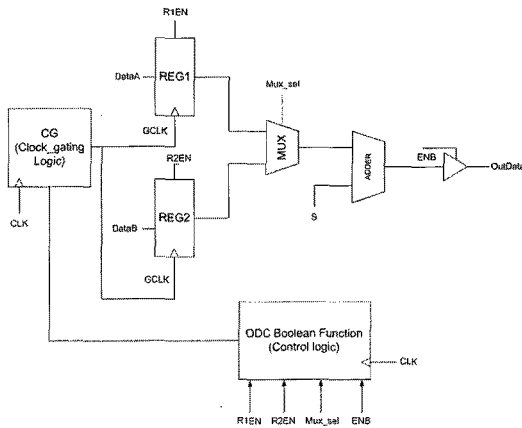 R1EN
DataA
REG1
Mux_sel
CG
(Clock_gating
Logic)
GCLK
MUX
R2EN
ADDER
ENB
OutData
REG2
S
CLK
DataB
GCLK
ODC Boolean Function
(Control logic)
CLK
R1EN
R2EN
Mux_sel
ENB